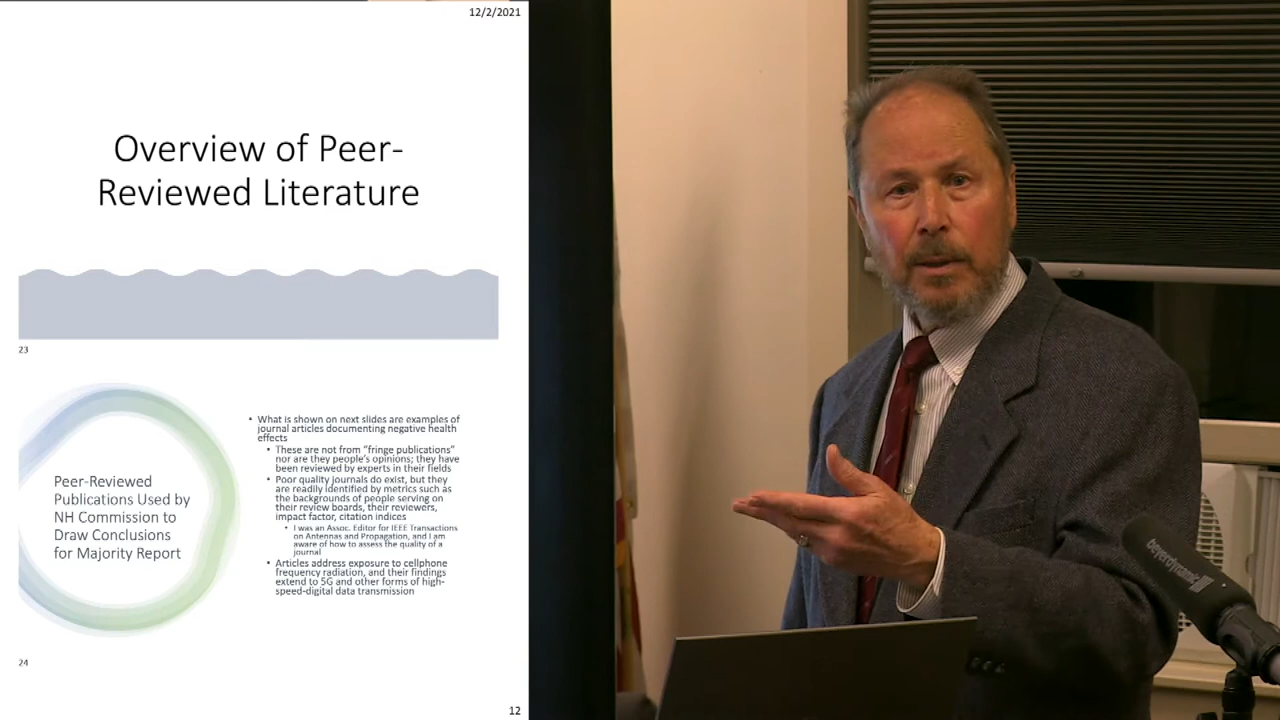 12/2/2021
Overview of Peer-
Reviewed Literature
23
Peer-Reviewed
Publications Used by
NH Commission to
Draw Conclusions
for Majority Report
• What is shown on next slides are examples of
journal articles documenting negative health
effects
• These are not from “fringe publications”
nor are they people’s opinions; they have
been reviewed by experts in their fields
• Poor quality journals do exist, but they
are readily identified by metrics such as
the backgrounds of people serving on
their review boards, their reviewers,
impact factor, citation indices
• I was an Assoc. Editor for IEEE Transactions
on Antennas and Propagation, and I am
aware of how to assess the quality of a
journal
• Articles address exposure to cellphone
frequency radiation, and their findings
extend to 5G and other forms of high-
speed-digital data transmission
24
12
beyerdynamic